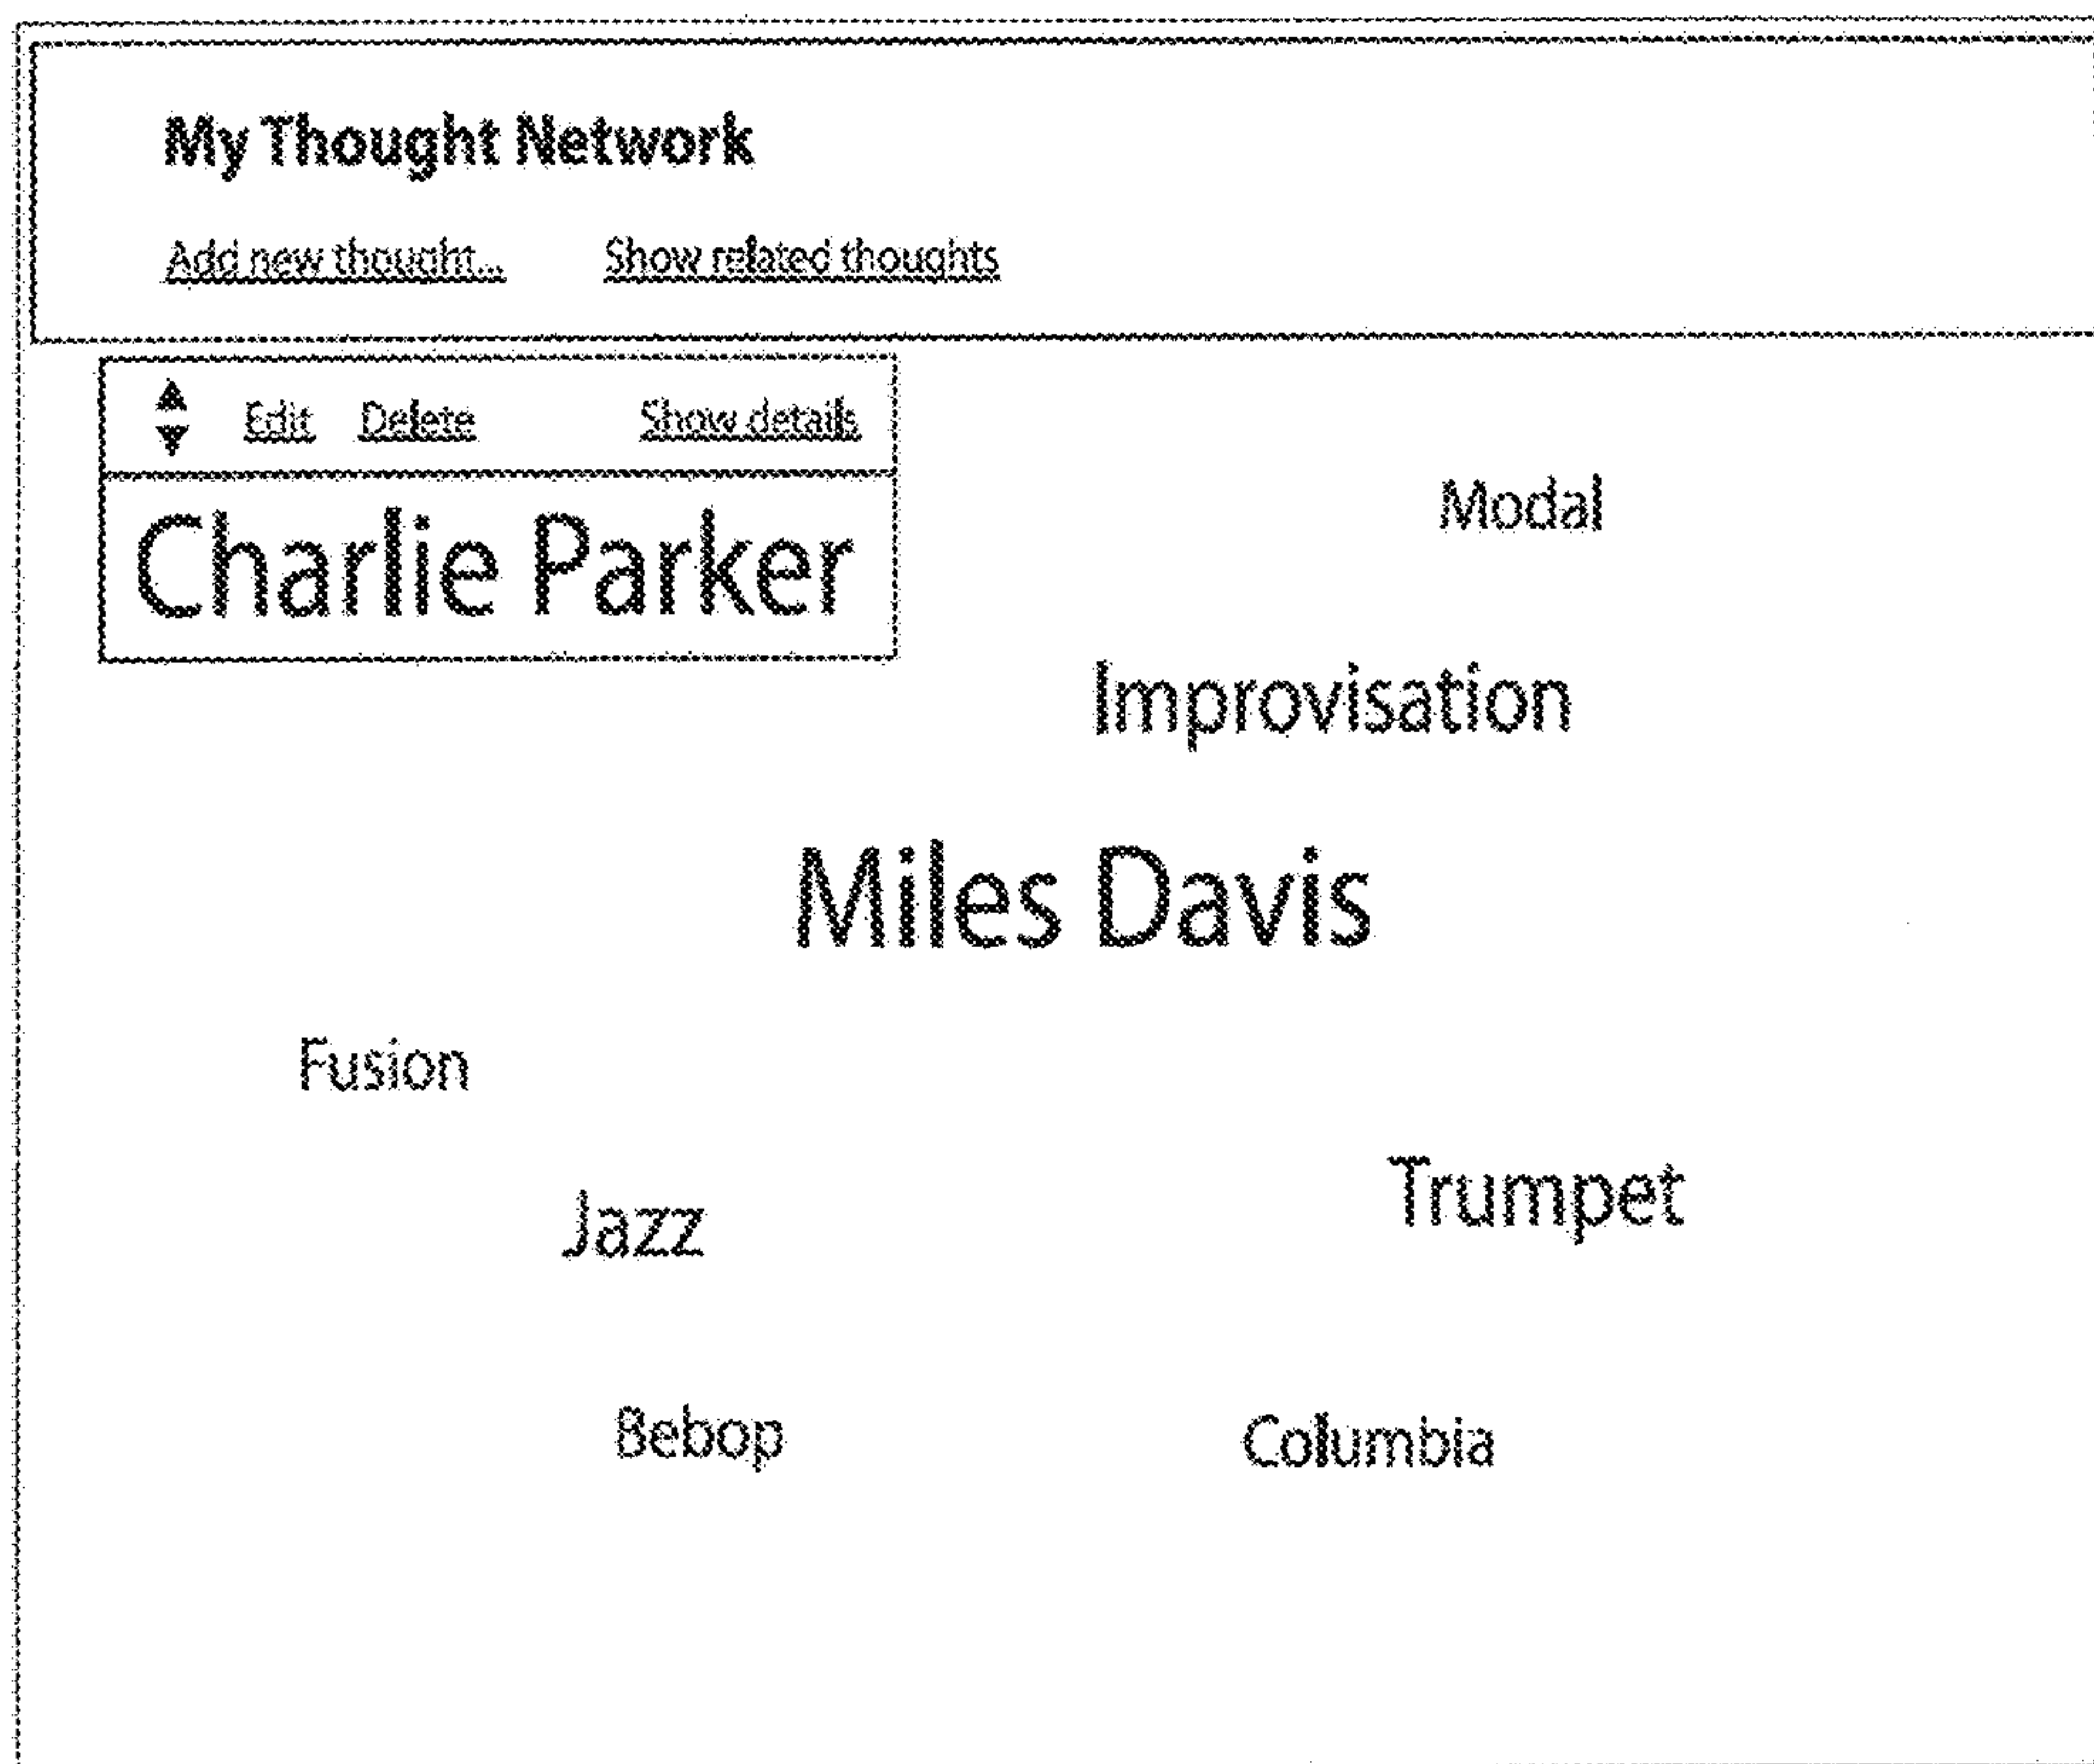 My Thought Network
Add new thought... Show related thoughts
Edit Delete Show details
Charlie Parker
Modal
Improvisation
Miles Davis
Fusion
Trumpet
Jazz
Bebop
Columbia